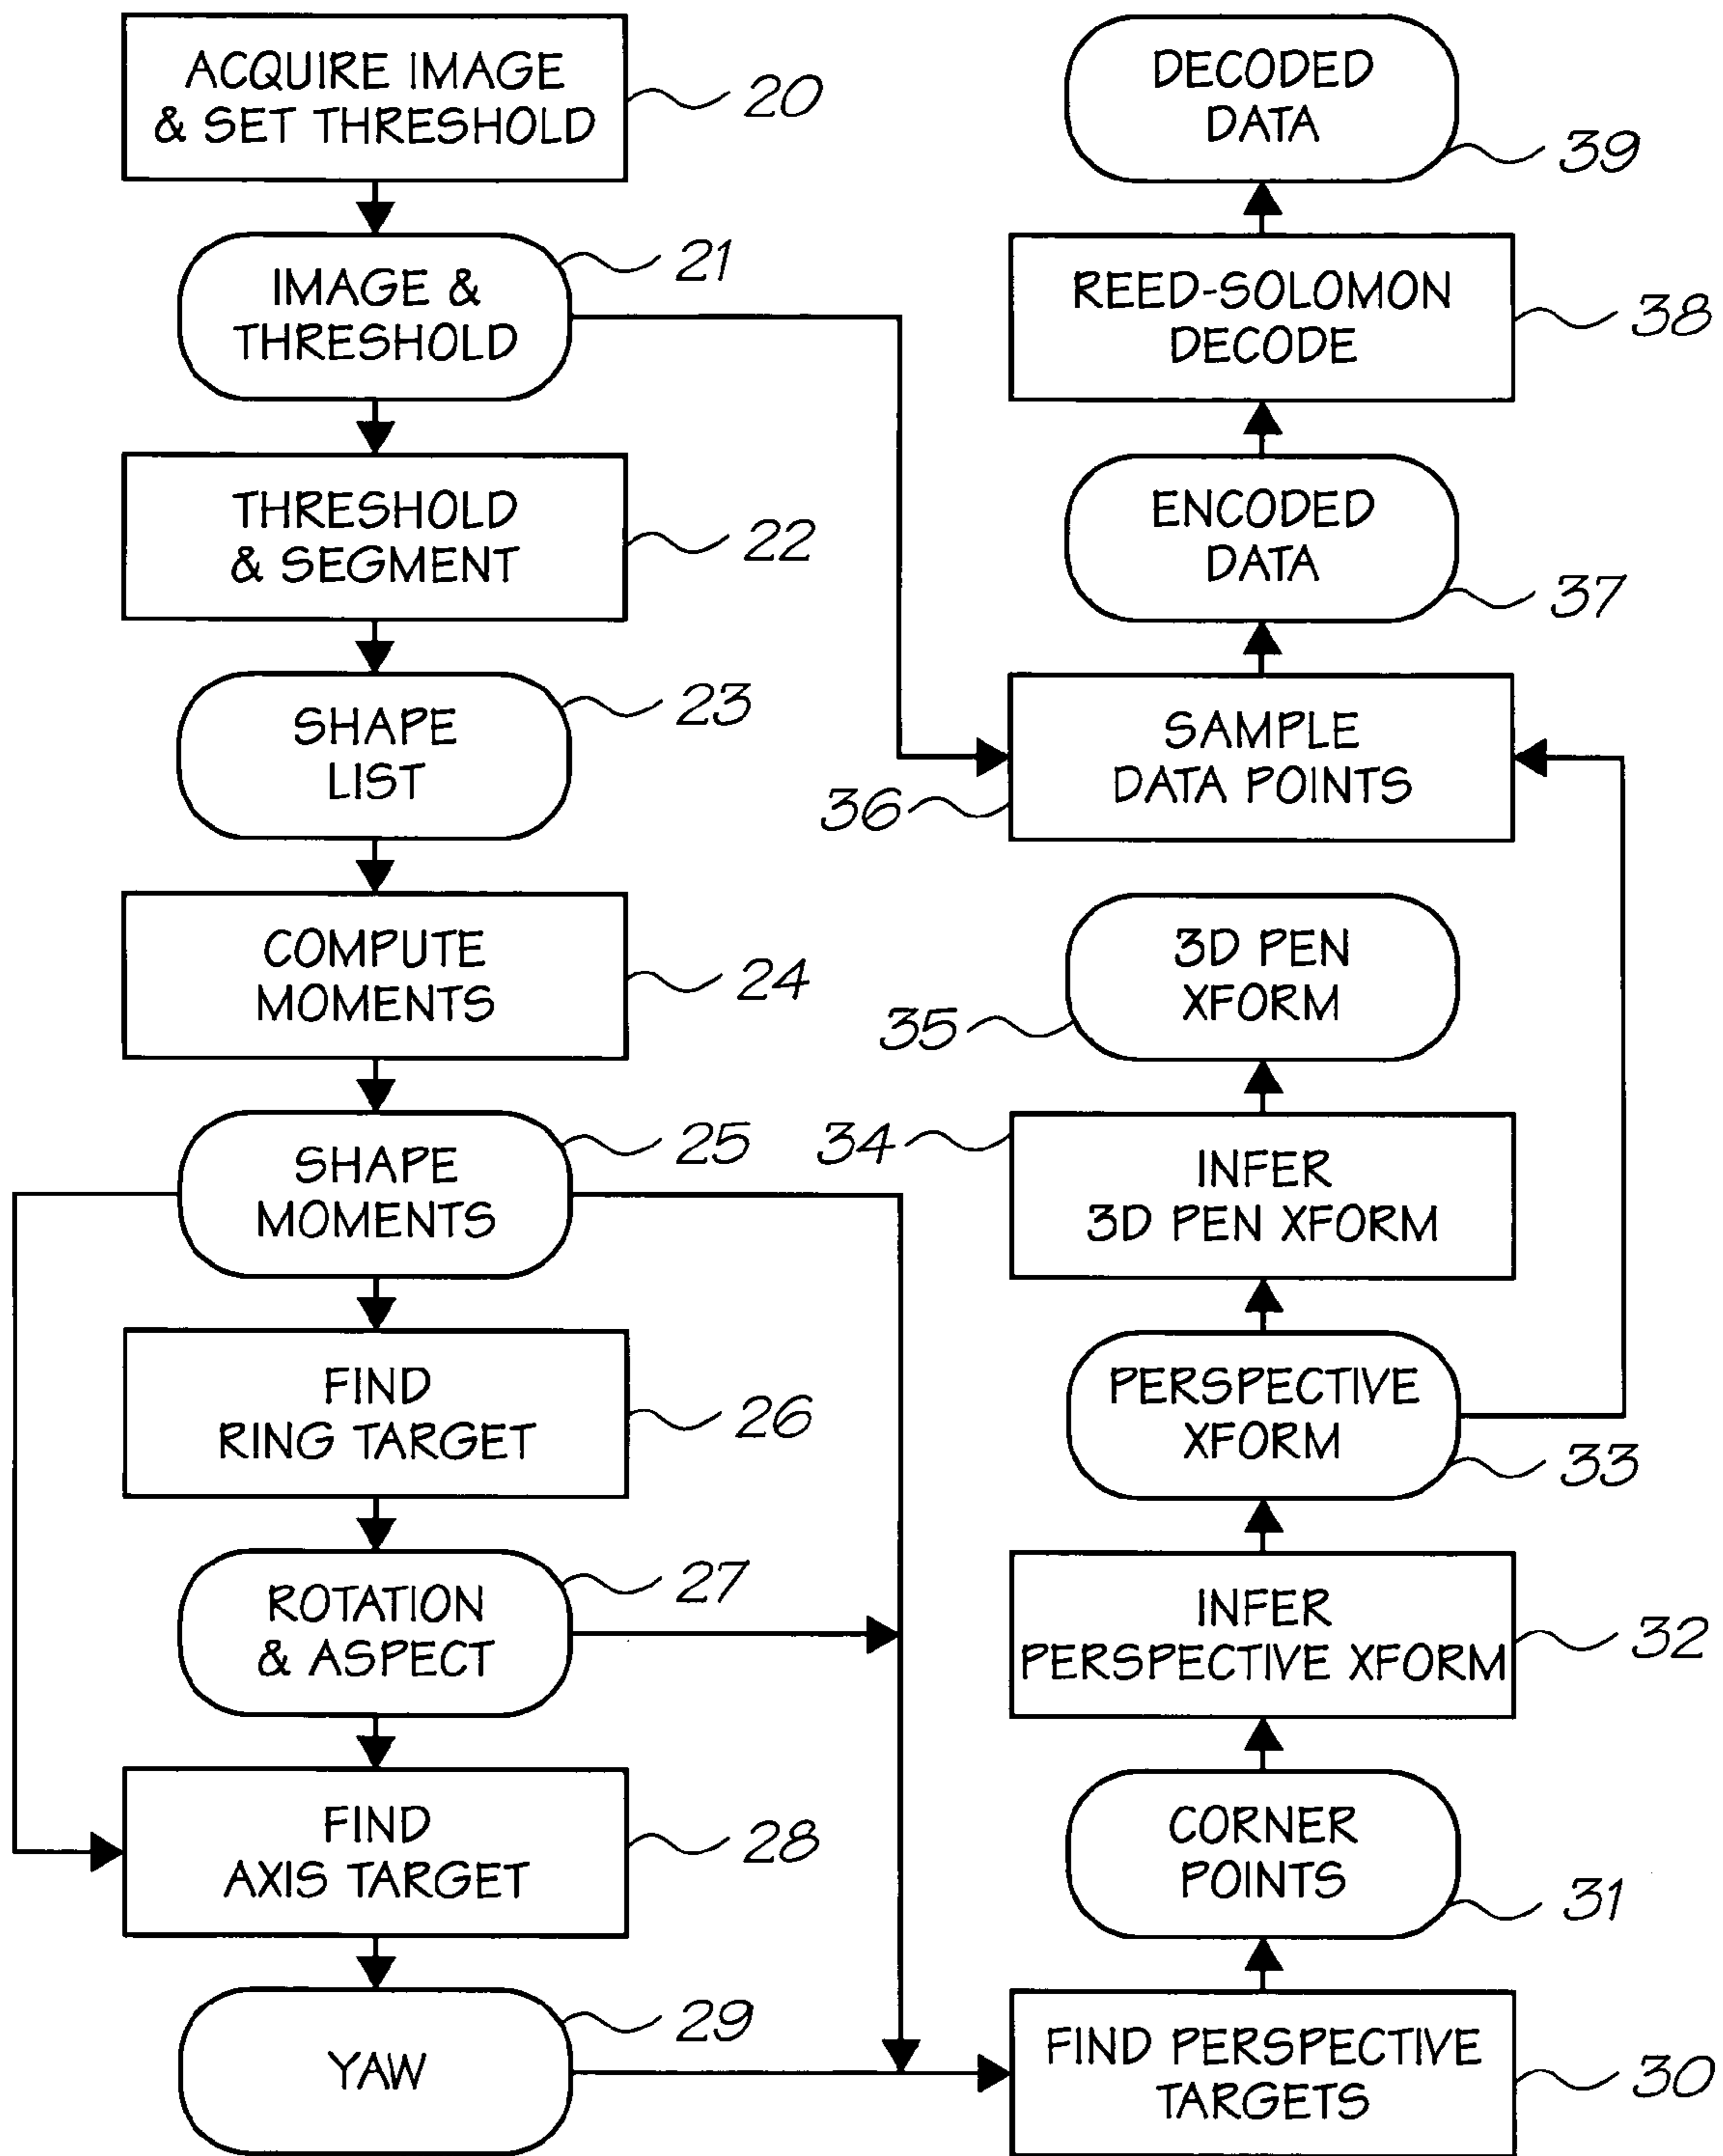 ACQUIRE IMAGE
& SET THRESHOLD
20
IMAGE &
THRESHOLD
21
THRESHOLD
& SEGMENT
22
SHAPE
LIST
23
COMPUTE
MOMENTS
24
SHAPE
MOMENTS
25
FIND
RING TARGET
26
ROTATION
& ASPECT
27
FIND
AXIS TARGET
28
YAW
29
DECODED
DATA
39
REED-SOLOMON
DECODE
38
ENCODED
DATA
37
SAMPLE
DATA POINTS
36
3D PEN
XFORM
35
34
INFER
3D PEN XFORM
PERSPECTIVE
XFORM
33
INFER
PERSPECTIVE XFORM
32
CORNER
POINTS
31
FIND PERSPECTIVE
TARGETS
30